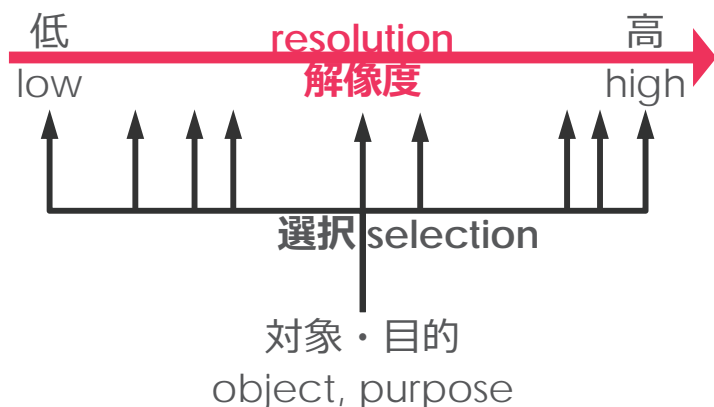 低
resolution
高
low
解像度
high
選択 selection
対象・目的
object, purpose